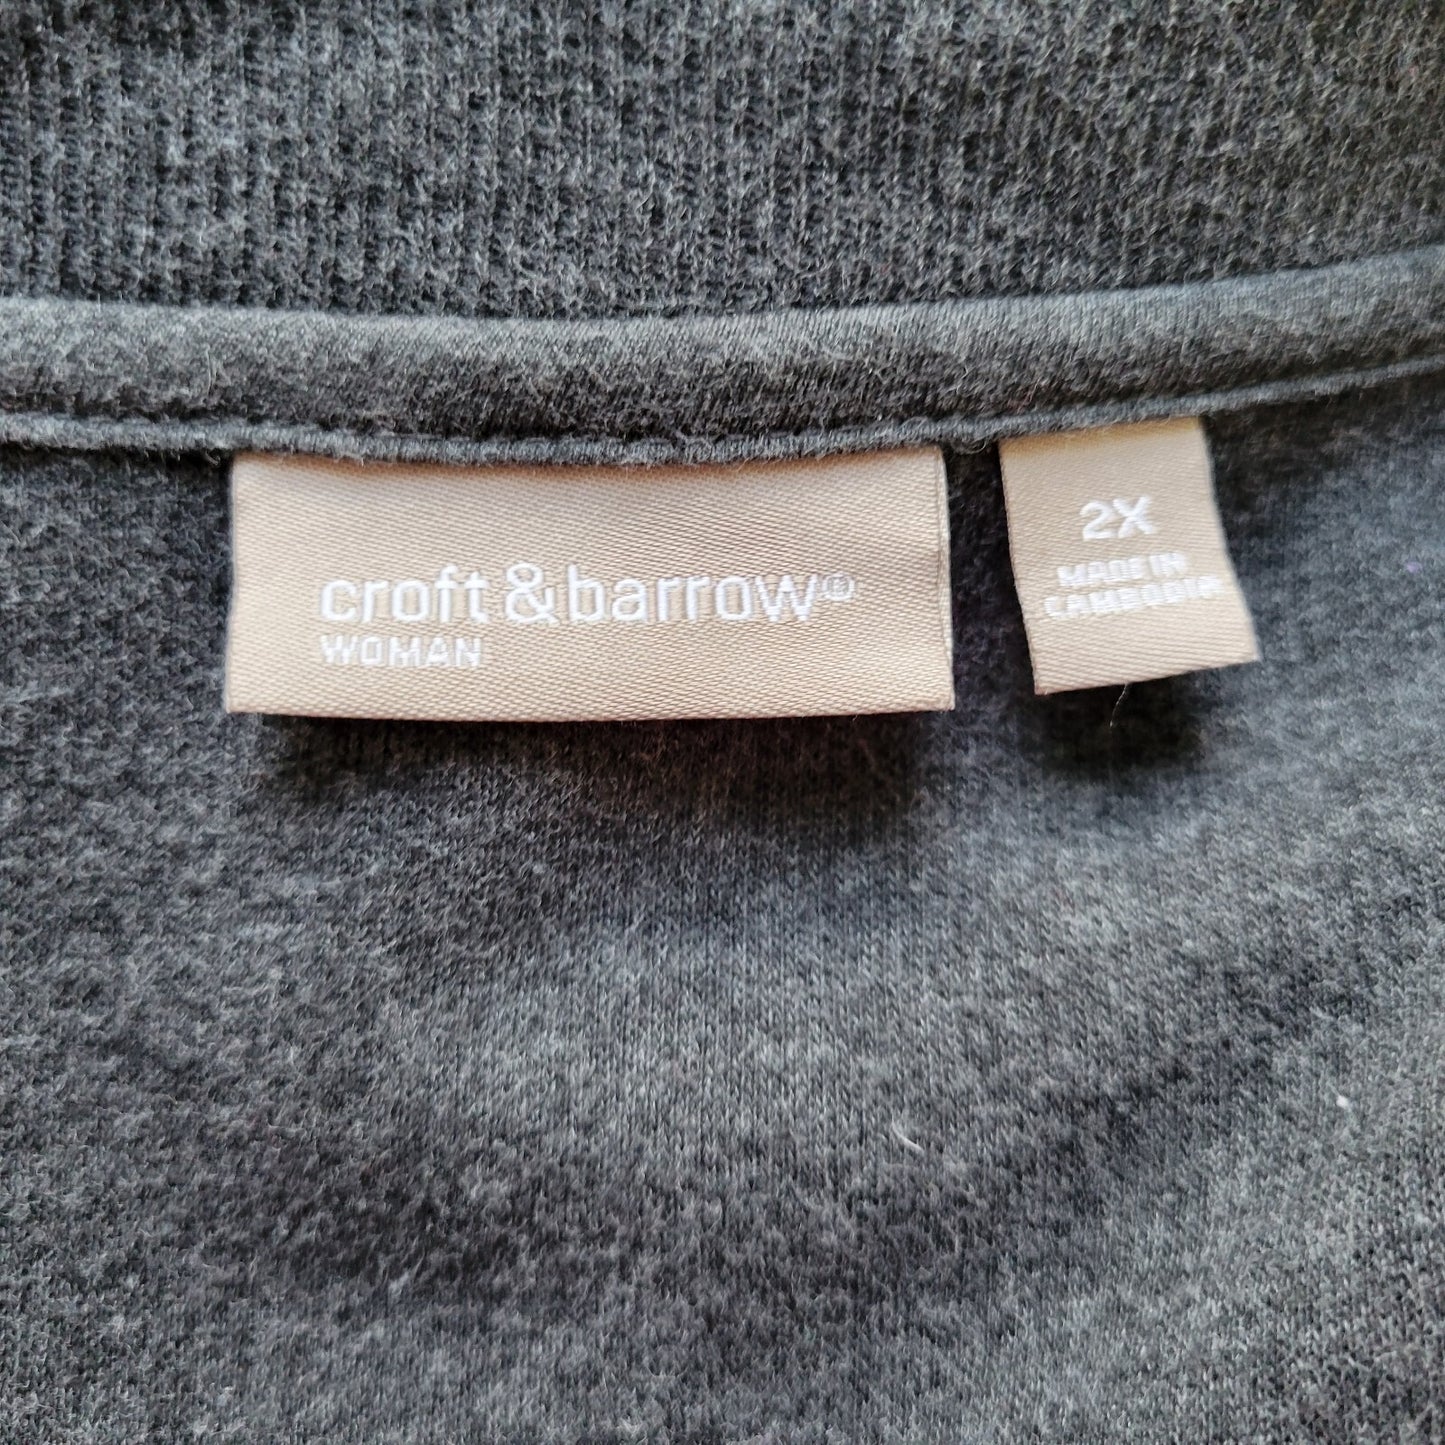 croft & barrow®
WOMAN
2X
MADE IN
CAMBODIA